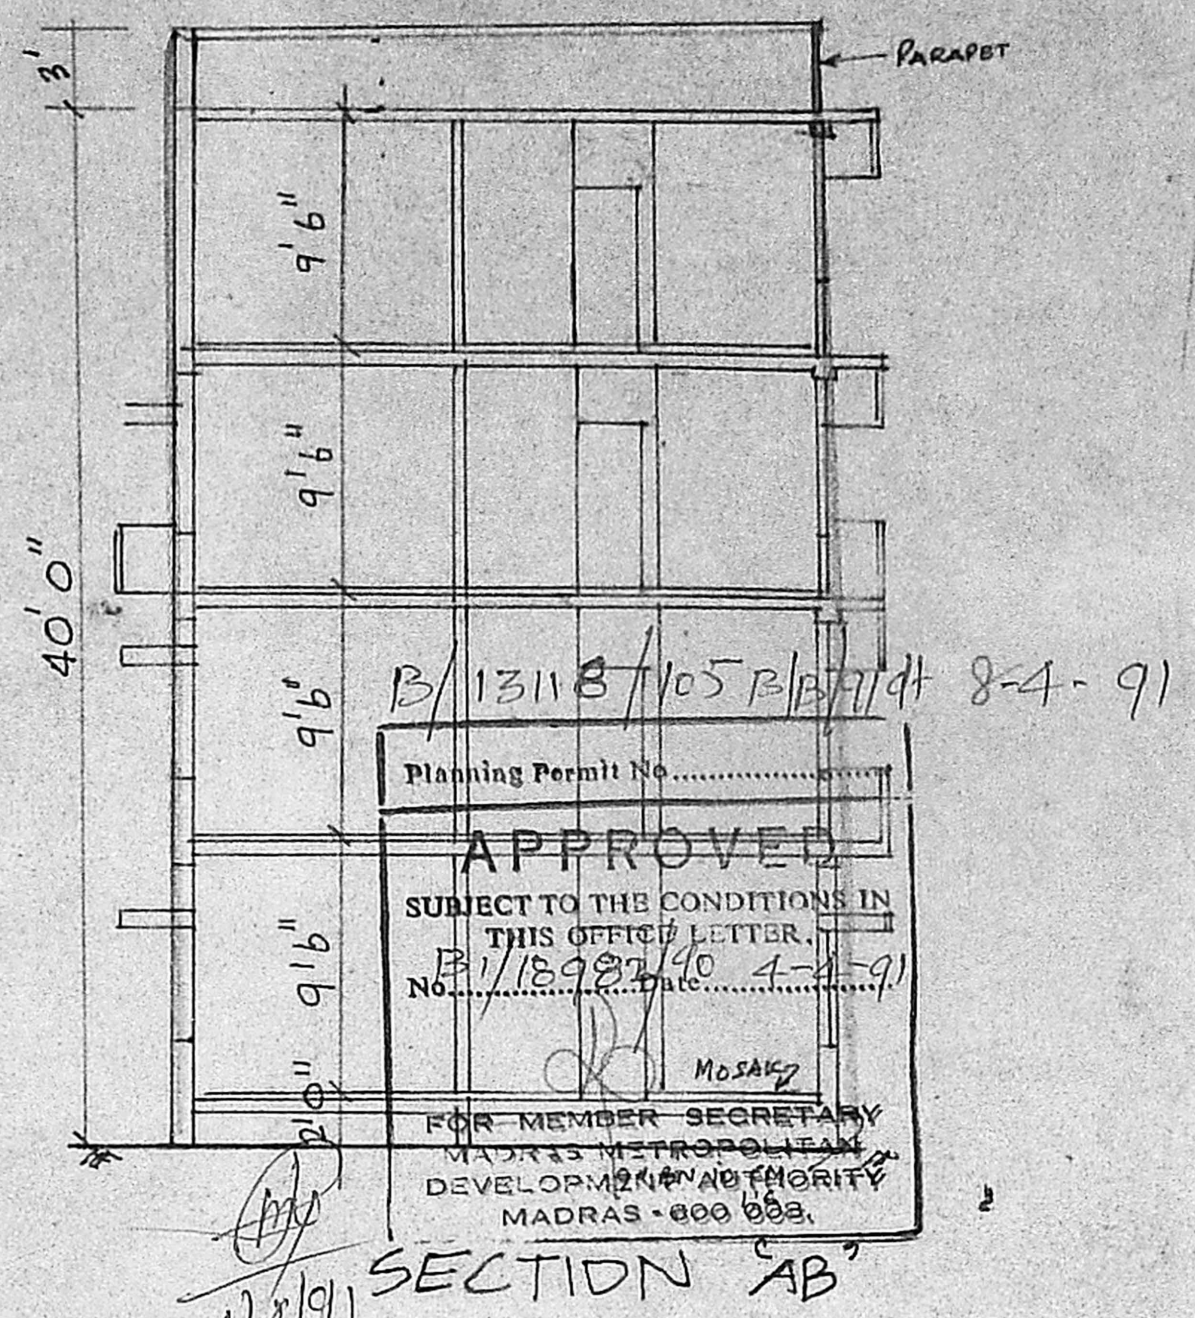 3'
PARAPET
9'6"
9'6"
40'0"
9'6"
B/13118/105 B/B/91 dt 8-4-91
Planning Permit No
APPROVED
SUBJECT TO THE CONDITIONS IN
THIS OFFICE LETTER.
No. B1/18982/90 Date 4-4-91
9'6"
MOSAIC
2'0"
FOR MEMBER SECRETARY
MADRAS METROPOLITAN
DEVELOPMENT AUTHORITY
MADRAS - 600 008.
SECTION 'AB'